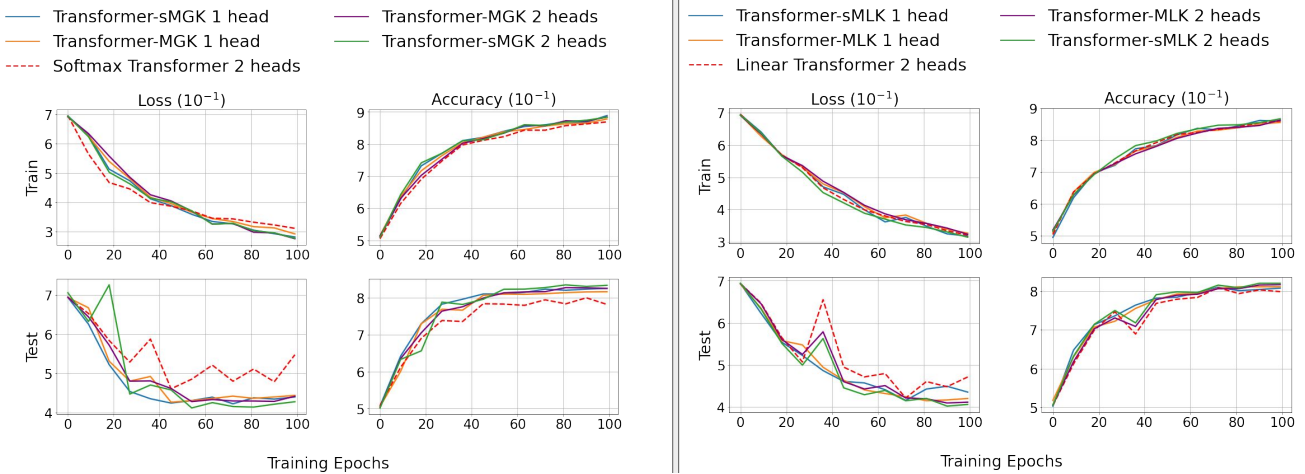 Transformer-sMGK 1 head
Transformer-MGK 2 heads
Transformer-MGK 1 head
Transformer-sMGK 2 heads
Softmax Transformer 2 heads
Loss (10⁻¹)
Accuracy (10⁻¹)
Train
7
6
5
4
3
0 20 40 60 80 100
9
8
7
6
5
0 20 40 60 80 100
Test
7
6
5
4
0 20 40 60 80 100
8
7
6
5
0 20 40 60 80 100
Training Epochs
Transformer-sMLK 1 head
Transformer-MLK 2 heads
Transformer-MLK 1 head
Transformer-sMLK 2 heads
Linear Transformer 2 heads
Loss (10⁻¹)
Accuracy (10⁻¹)
Train
7
6
5
4
3
0 20 40 60 80 100
9
8
7
6
5
0 20 40 60 80 100
Test
7
6
5
4
0 20 40 60 80 100
8
7
6
5
0 20 40 60 80 100
Training Epochs